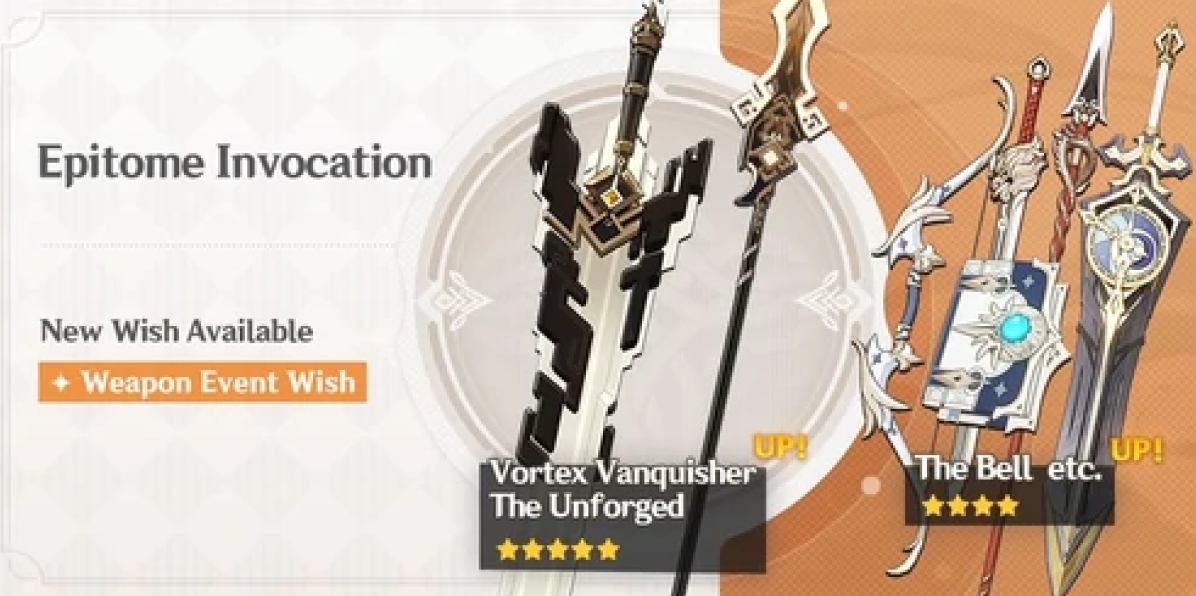 Epitome Invocation
New Wish Available
Weapon Event Wish
UP!
Vortex Vanquisher
The Unforged
UP!
The Bell etc.